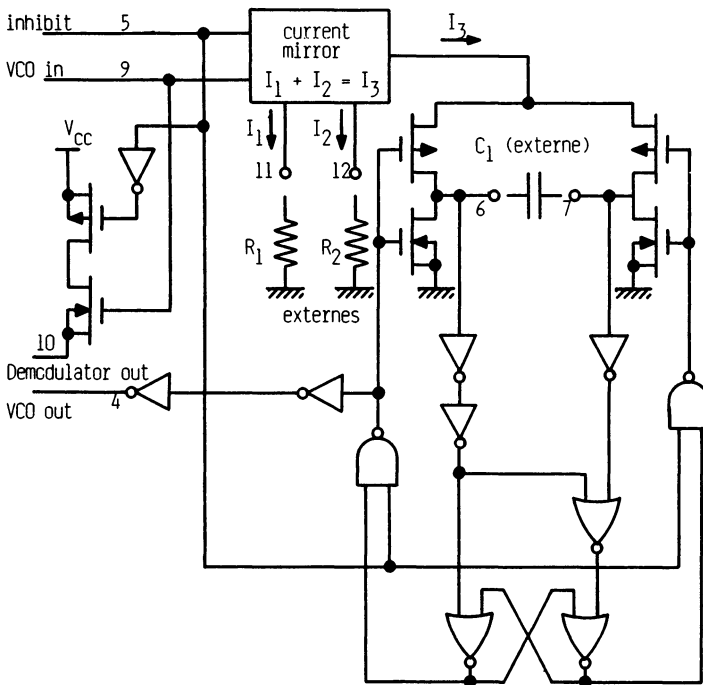 inhibit 5
VCO in 9
current
mirror
I1 + I2 = I3
I3
VCC
I1
I2
11
12
C1 (externe)
6
7
R1
R2
externes
10
Demcdulator out
4
VCO out